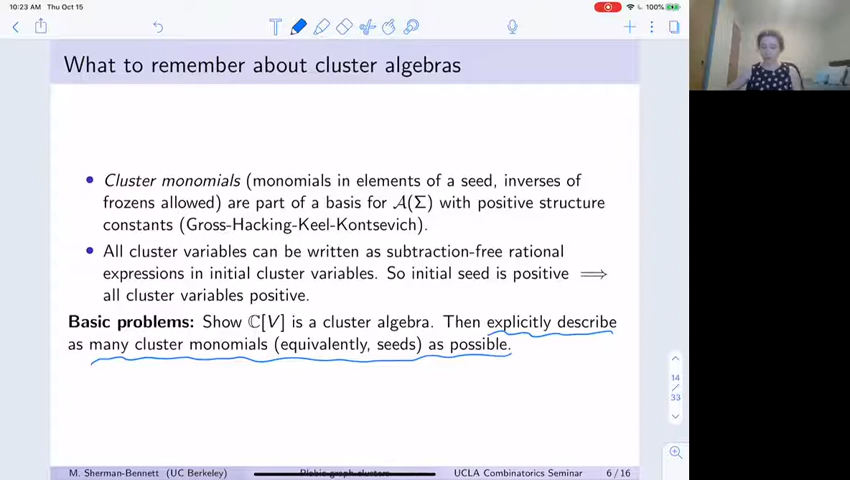 10:23 AM Thu Oct 15
100%
What to remember about cluster algebras
• Cluster monomials (monomials in elements of a seed, inverses of
frozens allowed) are part of a basis for A(Σ) with positive structure
constants (Gross-Hacking-Keel-Kontsevich).
• All cluster variables can be written as subtraction-free rational
expressions in initial cluster variables. So initial seed is positive ⟹
all cluster variables positive.
Basic problems: Show ℂ[V] is a cluster algebra. Then explicitly describe
as many cluster monomials (equivalently, seeds) as possible.
14
/
33
M. Sherman-Bennett (UC Berkeley) Plabic graph clusters UCLA Combinatorics Seminar 6 / 16